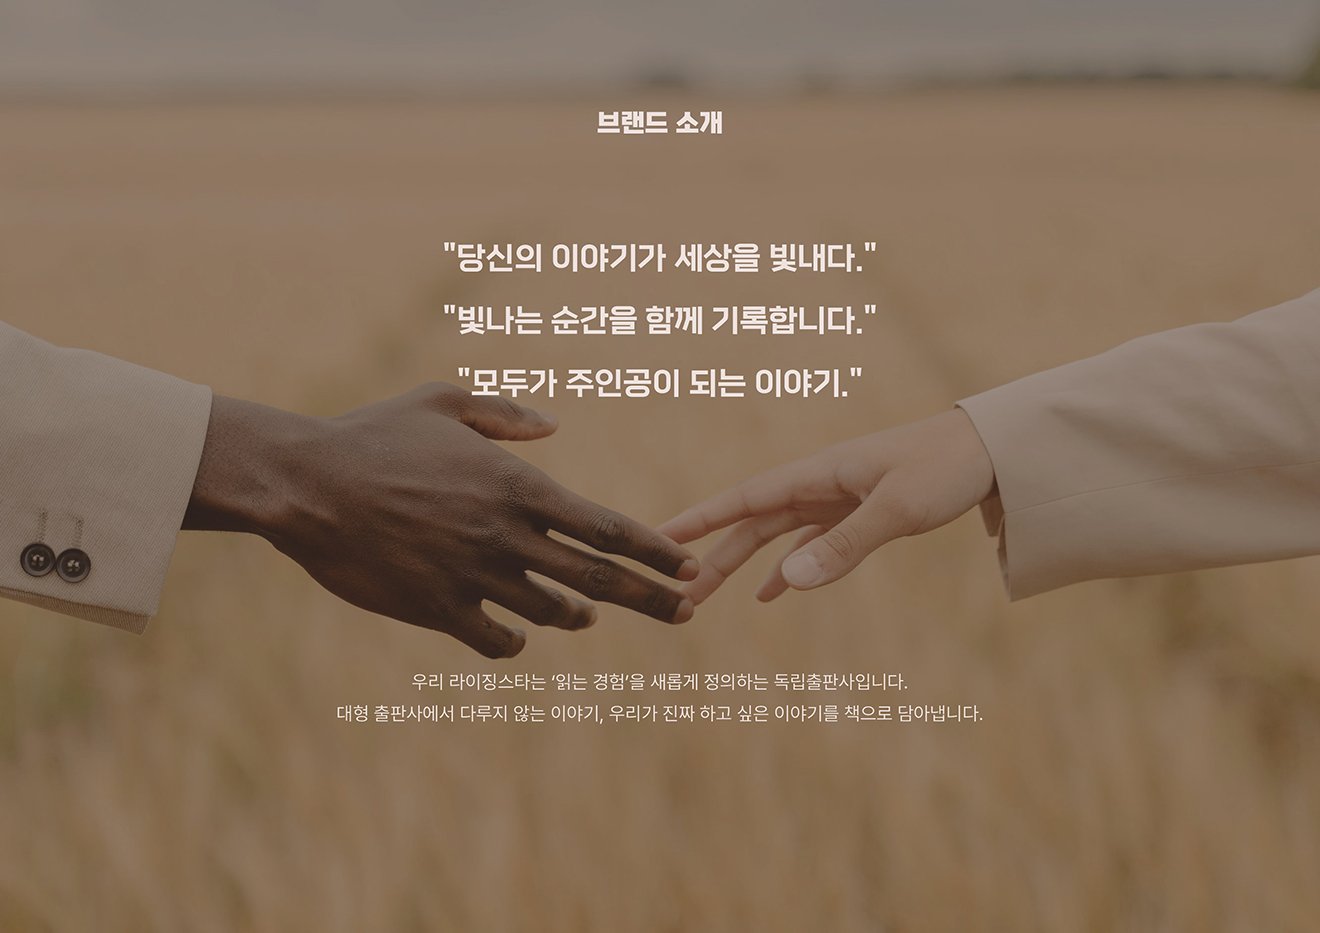 브랜드 소개
"당신의 이야기가 세상을 빛내다."
"빛나는 순간을 함께 기록합니다."
"모두가 주인공이 되는 이야기."
우리 라이징스타는 ‘읽는 경험’을 새롭게 정의하는 독립출판사입니다.
대형 출판사에서 다루지 않는 이야기, 우리가 진짜 하고 싶은 이야기를 책으로 담아냅니다.